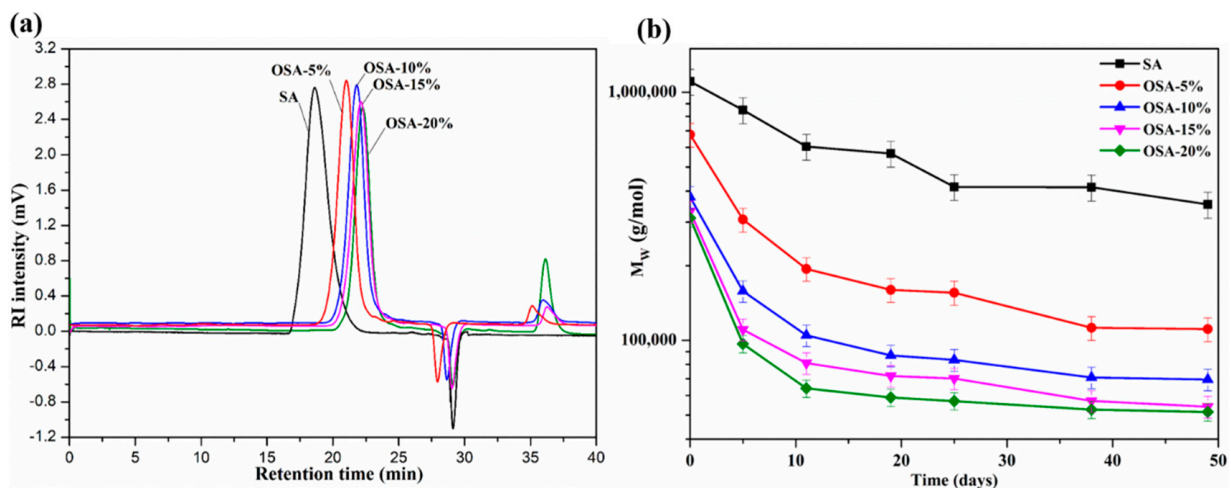 (a)
3.2
2.8
2.4
2.0
1.6
1.2
0.8
0.4
0.0
-0.4
-0.8
-1.2
RI intensity (mV)
OSA-5%
OSA-10%
OSA-15%
SA
OSA-20%
0
5
10
15
20
25
30
35
40
Retention time (min)
(b)
1,000,000
100,000
Mw (g/mol)
SA
OSA-5%
OSA-10%
OSA-15%
OSA-20%
0
10
20
30
40
50
Time (days)